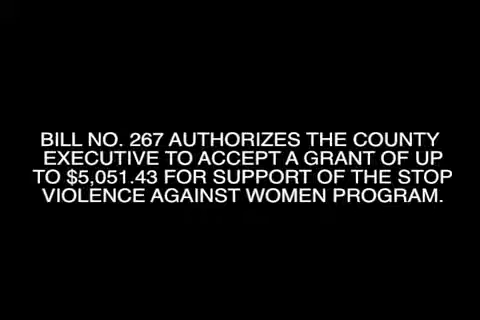 BILL NO. 267 AUTHORIZES THE COUNTY
EXECUTIVE TO ACCEPT A GRANT OF UP
TO $5,051.43 FOR SUPPORT OF THE STOP
VIOLENCE AGAINST WOMEN PROGRAM.